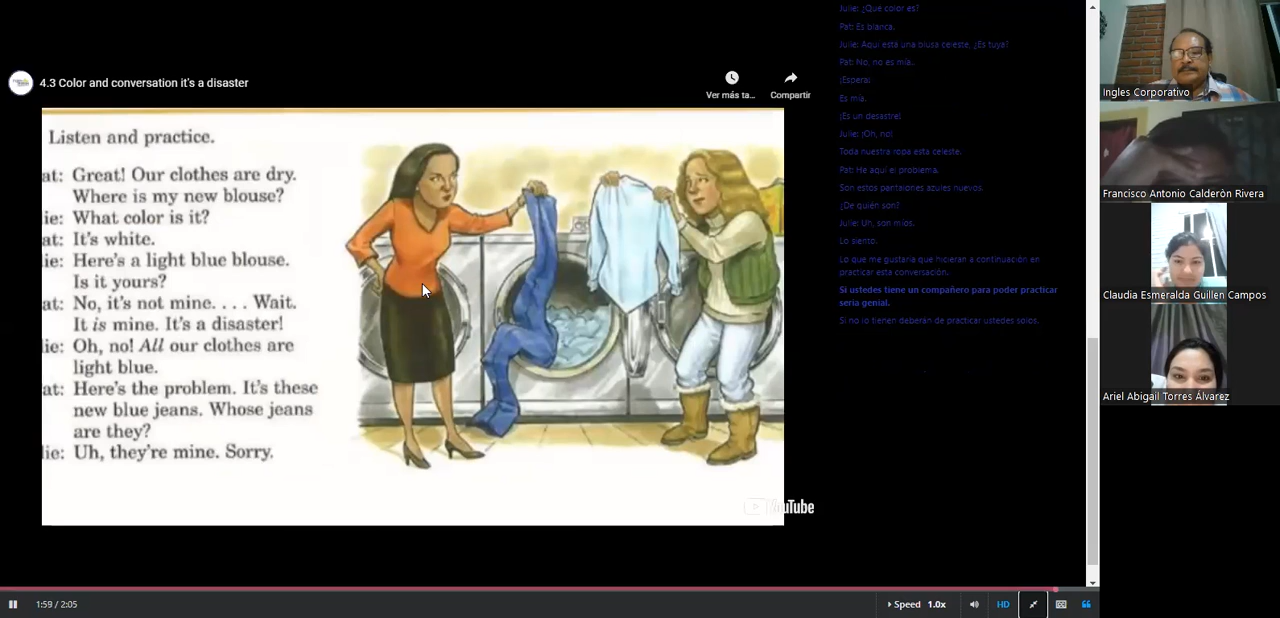 4.3 Color and conversation it's a disaster
Ver más ta...
Compartir
Listen and practice.
at: Great! Our clothes are dry.
Where is my new blouse?
lie: What color is it?
at: It's white.
lie: Here's a light blue blouse.
Is it yours?
at: No, it's not mine. . . . Wait.
It is mine. It's a disaster!
lie: Oh, no! All our clothes are
light blue.
at: Here's the problem. It's these
new blue jeans. Whose jeans
are they?
lie: Uh, they're mine. Sorry.
YouTube
Julie: ¿Qué color es?
Pat: Es blanca.
Julie: Aquí está una blusa celeste. ¿Es tuya?
Pat: No, no es mía..
¡Espera!
Es mía.
¡Es un desastre!
Julie: ¡Oh, no!
Toda nuestra ropa esta celeste.
Pat: He aquí el problema.
Son estos pantalones azules nuevos.
¿De quién son?
Julie: Uh, son míos.
Lo siento.
Lo que me gustaría que hicieran a continuación en
practicar esta conversación.
Si ustedes tiene un compañero para poder practicar
sería genial.
Si no lo tienen deberán de practicar ustedes solos.
Ingles Corporativo
Francisco Antonio Calderòn Rivera
Claudia Esmeralda Guillen Campos
Ariel Abigail Torres Álvarez
1:59 / 2:05
Speed 1.0x
HD